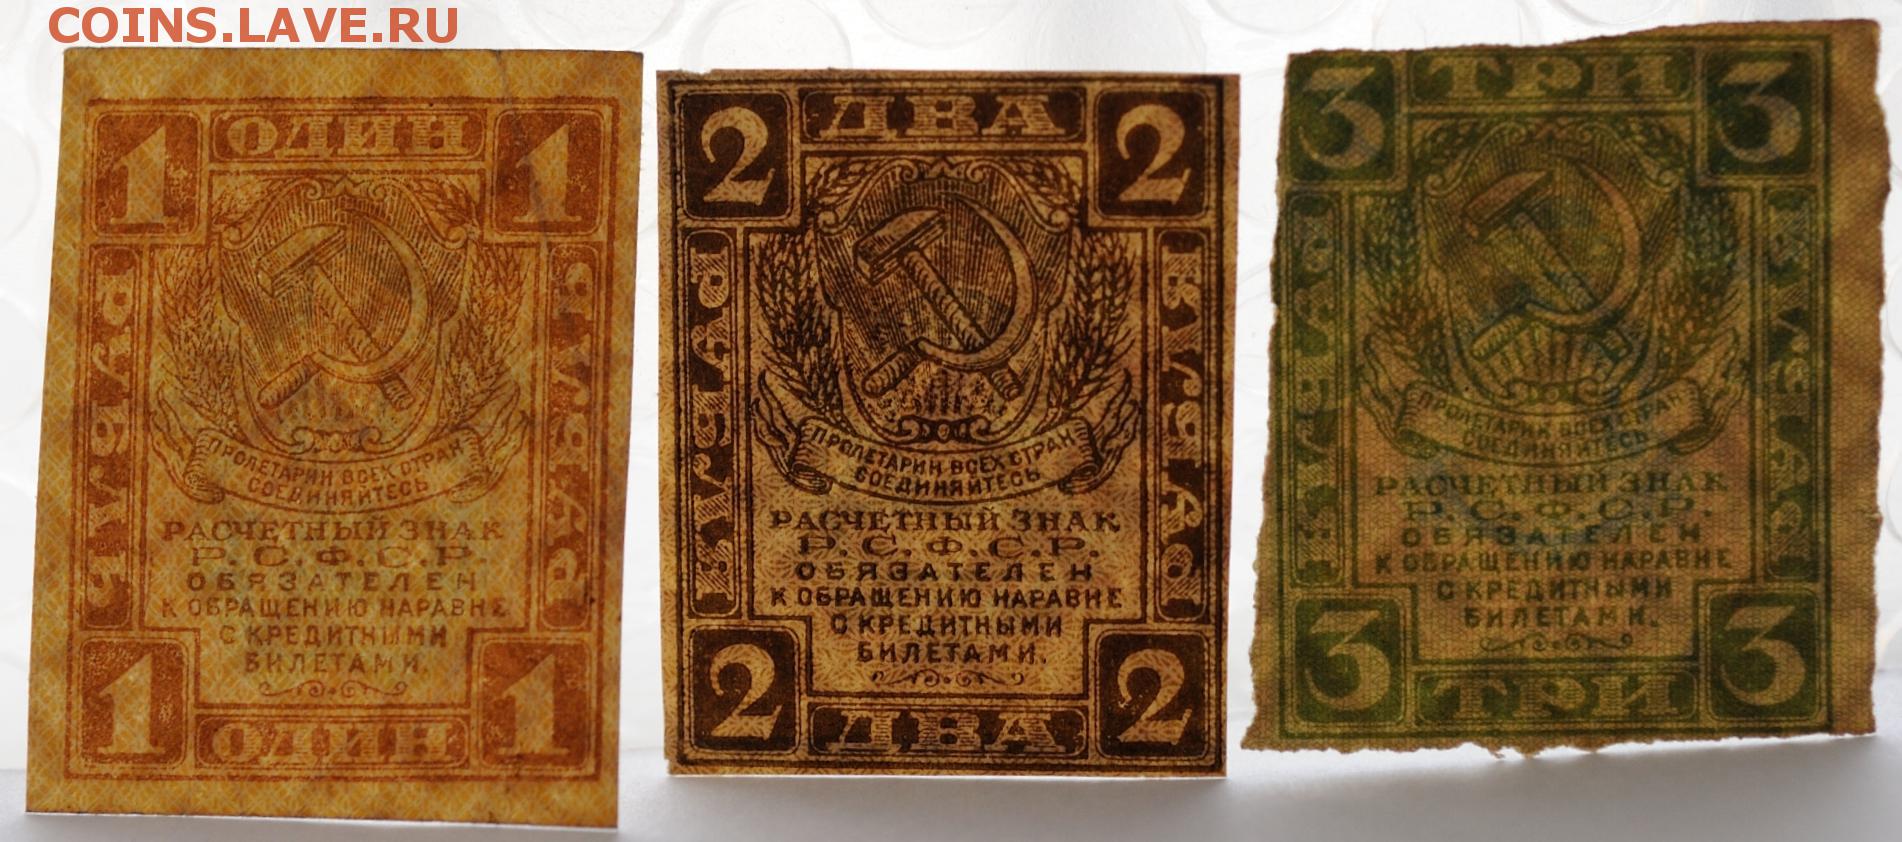 COINS.LAVE.RU
1 ОДИН 1
РУБЛЬ
РУБЛЬ
ПРОЛЕТАРИИ ВСЕХ СТРАН
СОЕДИНЯЙТЕСЬ
РАСЧЕТНЫЙ ЗНАК
Р.С.Ф.С.Р.
ОБЯЗАТЕЛЕН
К ОБРАЩЕНИЮ НАРАВНЕ
С КРЕДИТНЫМИ
БИЛЕТАМИ.
1 ОДИН 1
2 ДВА 2
РУБЛЯ
РУБЛЯ
ПРОЛЕТАРИИ ВСЕХ СТРАН
СОЕДИНЯЙТЕСЬ
РАСЧЕТНЫЙ ЗНАК
Р.С.Ф.С.Р.
ОБЯЗАТЕЛЕН
К ОБРАЩЕНИЮ НАРАВНЕ
С КРЕДИТНЫМИ
БИЛЕТАМИ.
2 ДВА 2
3 ТРИ 3
РУБЛЯ
РУБЛЯ
ПРОЛЕТАРИИ ВСЕХ СТРАН
СОЕДИНЯЙТЕСЬ
РАСЧЕТНЫЙ ЗНАК
Р.С.Ф.С.Р.
ОБЯЗАТЕЛЕН
К ОБРАЩЕНИЮ НАРАВНЕ
С КРЕДИТНЫМИ
БИЛЕТАМИ.
3 ТРИ 3